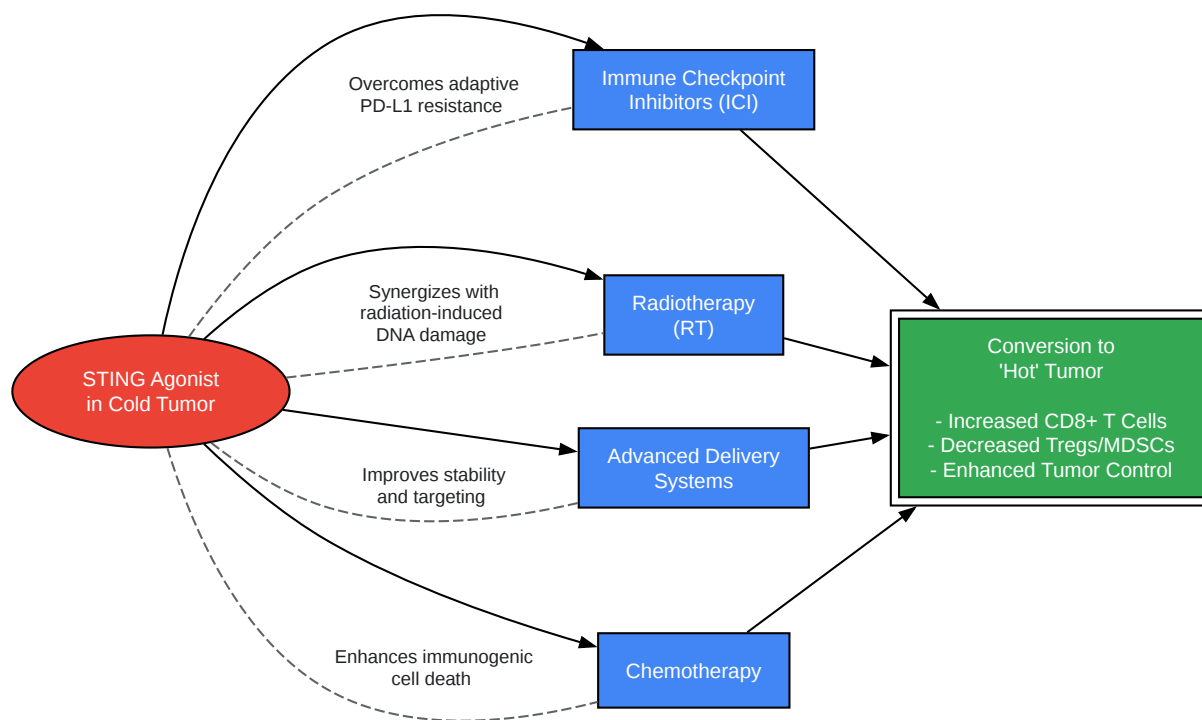 Immune Checkpoint
Inhibitors (ICI)
Overcomes adaptive
PD-L1 resistance
Synergizes with
radiation-induced
DNA damage
Radiotherapy
(RT)
STING Agonist
in Cold Tumor
Conversion to
'Hot' Tumor
- Increased CD8+ T Cells
- Decreased Tregs/MDSCs
- Enhanced Tumor Control
Advanced Delivery
Systems
Improves stability
and targeting
Enhances immunogenic
cell death
Chemotherapy